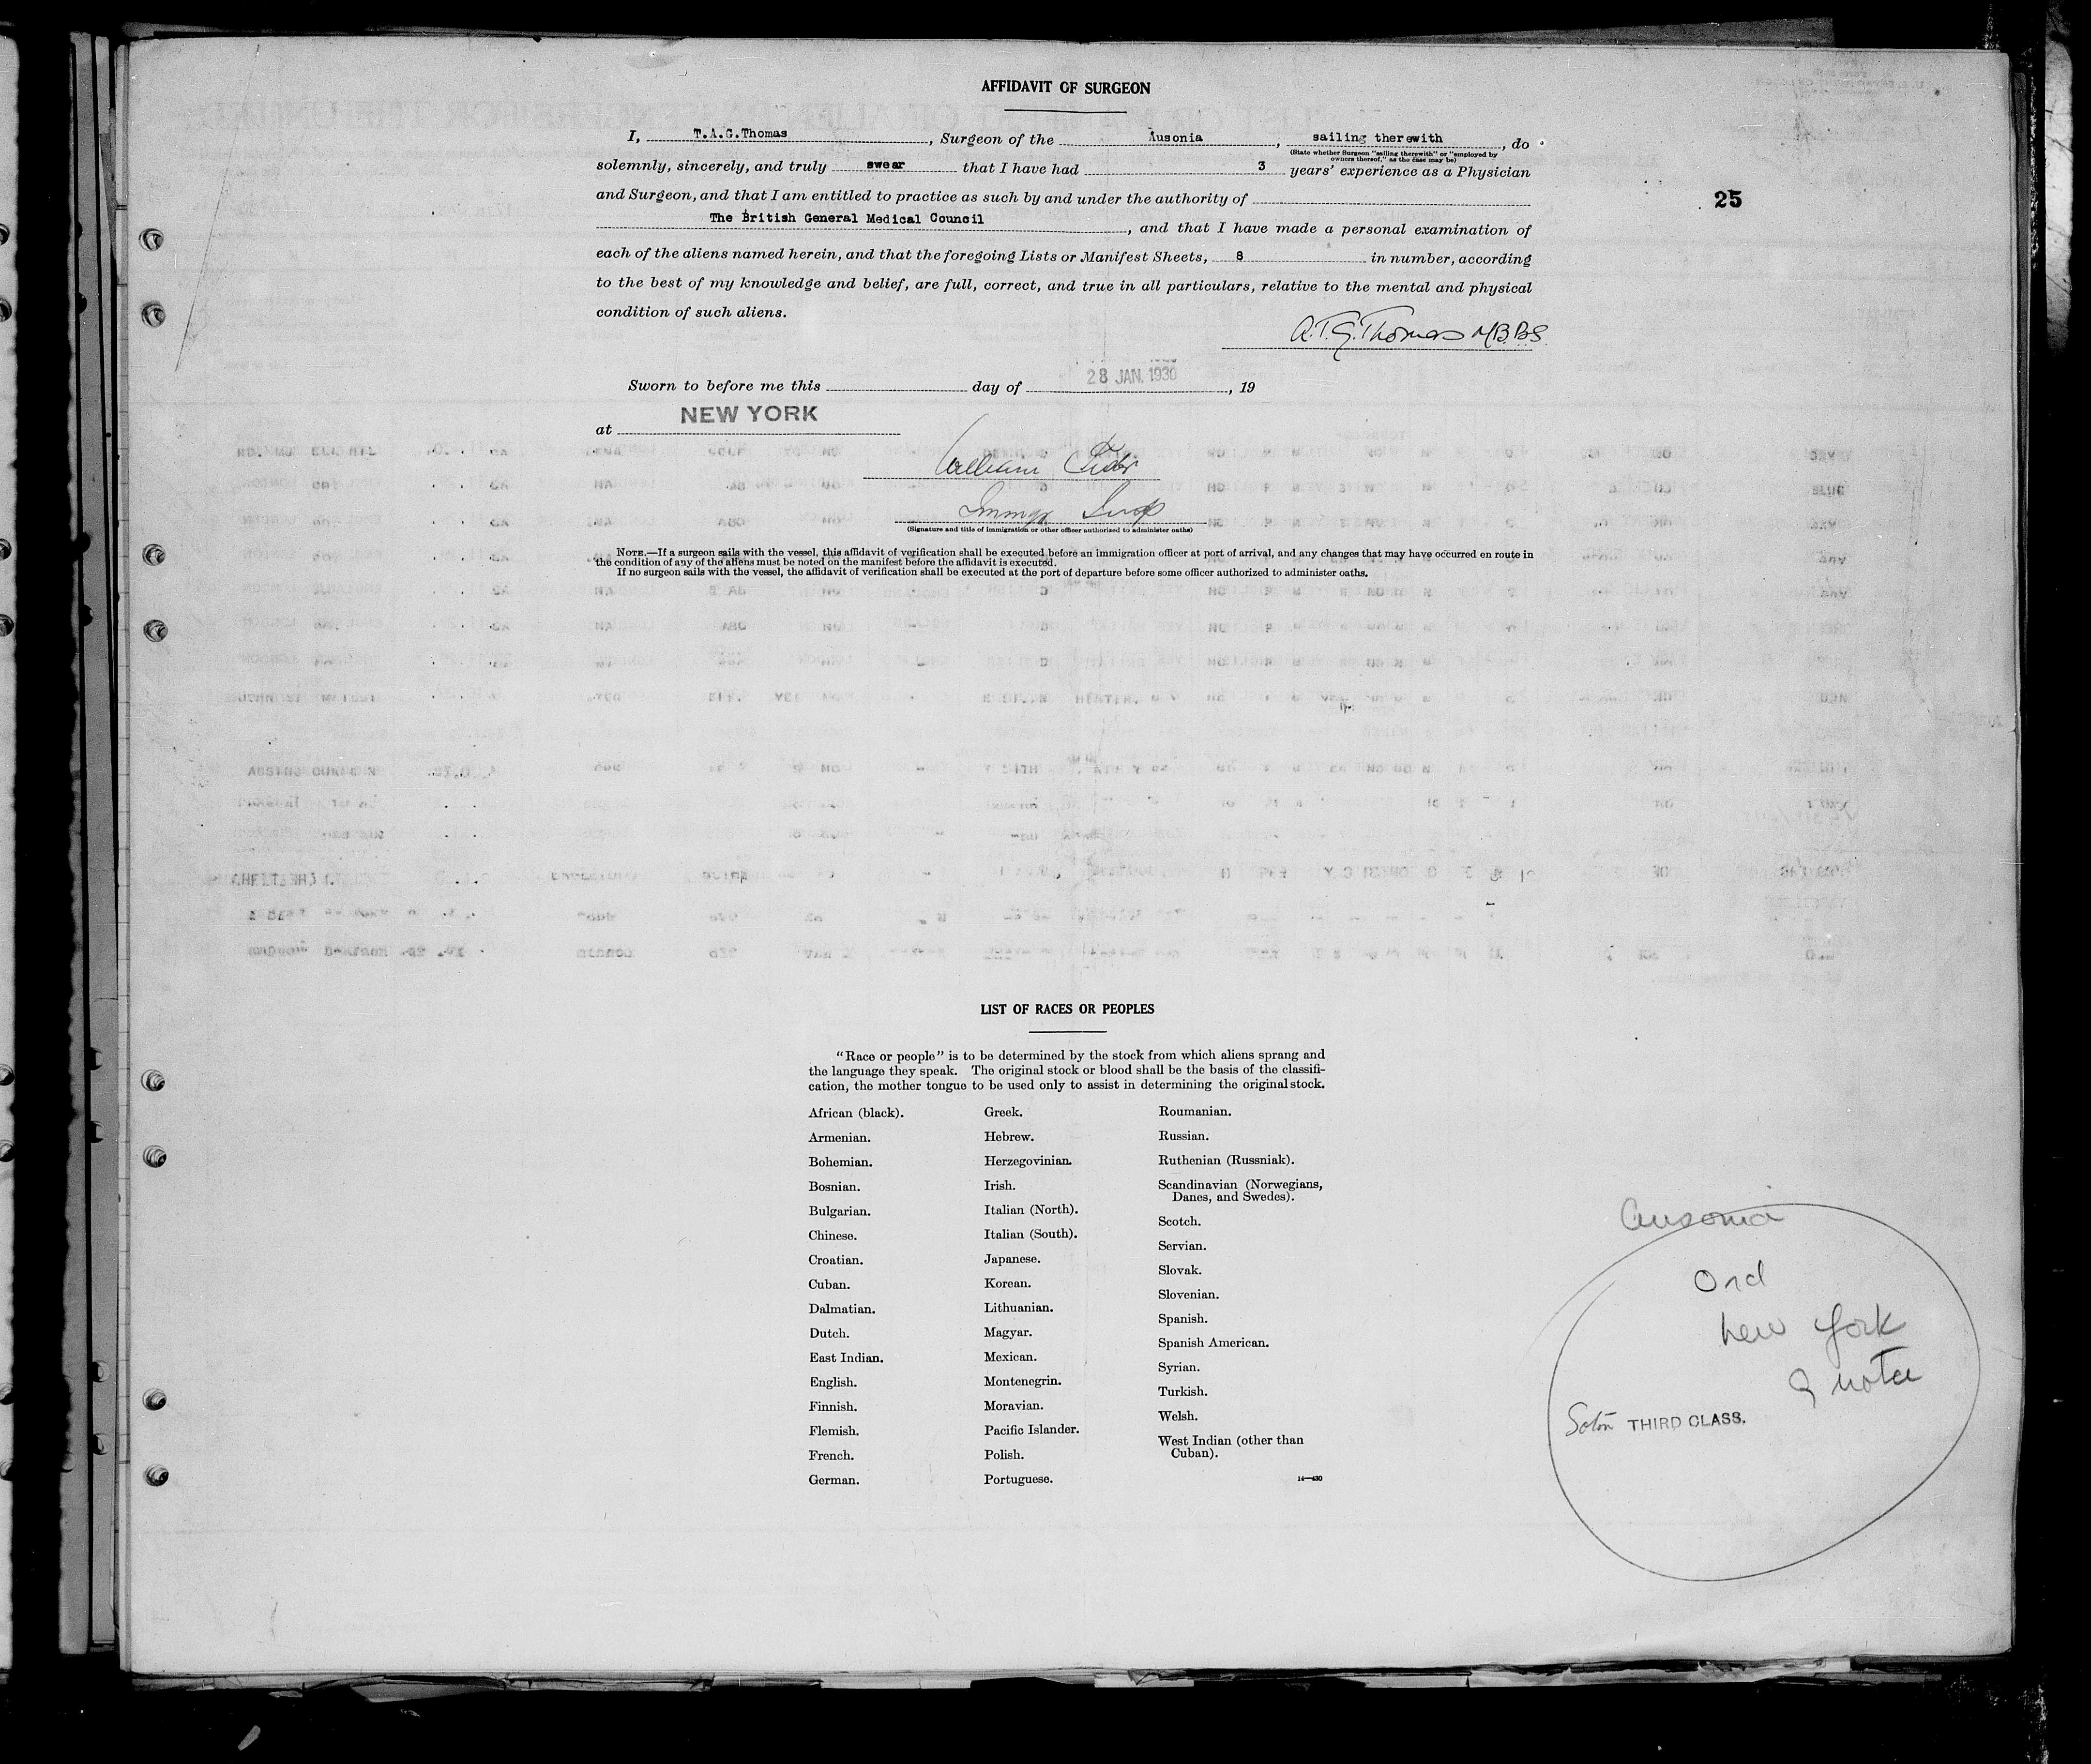 AFFIDAVIT OF SURGEON
I, T.A.G.Thomas, Surgeon of the Ausonia, sailing therewith, do
(State whether Surgeon "sailing therewith" or "employed by owners thereof," as the case may be)
solemnly, sincerely, and truly swear that I have had 3 years' experience as a Physician
and Surgeon, and that I am entitled to practice as such by and under the authority of
The British General Medical Council, and that I have made a personal examination of
each of the aliens named herein, and that the foregoing Lists or Manifest Sheets, 8 in number, according
to the best of my knowledge and belief, are full, correct, and true in all particulars, relative to the mental and physical
condition of such aliens.
25
A.T.G.Thomas M.B.B.S.
Sworn to before me this day of 28 JAN. 1930, 19
at NEW YORK
William
Immgr Insp
(Signature and title of immigration or other officer authorized to administer oaths)
NOTE.—If a surgeon sails with the vessel, this affidavit of verification shall be executed before an immigration officer at port of arrival, and any changes that may have occurred en route in
the condition of any of the aliens must be noted on the manifest before the affidavit is executed.
If no surgeon sails with the vessel, the affidavit of verification shall be executed at the port of departure before some officer authorized to administer oaths.
LIST OF RACES OR PEOPLES
"Race or people" is to be determined by the stock from which aliens sprang and
the language they speak. The original stock or blood shall be the basis of the classifi-
cation, the mother tongue to be used only to assist in determining the original stock.
African (black).
Armenian.
Bohemian.
Bosnian.
Bulgarian.
Chinese.
Croatian.
Cuban.
Dalmatian.
Dutch.
East Indian.
English.
Finnish.
Flemish.
French.
German.
Greek.
Hebrew.
Herzegovinian.
Irish.
Italian (North).
Italian (South).
Japanese.
Korean.
Lithuanian.
Magyar.
Mexican.
Montenegrin.
Moravian.
Pacific Islander.
Polish.
Portuguese.
Roumanian.
Russian.
Ruthenian (Russniak).
Scandinavian (Norwegians,
Danes, and Swedes).
Scotch.
Servian.
Slovak.
Slovenian.
Spanish.
Spanish American.
Syrian.
Turkish.
Welsh.
West Indian (other than
Cuban).
14—430
Ausonia
Ord
New York
Quota
Soton THIRD CLASS.